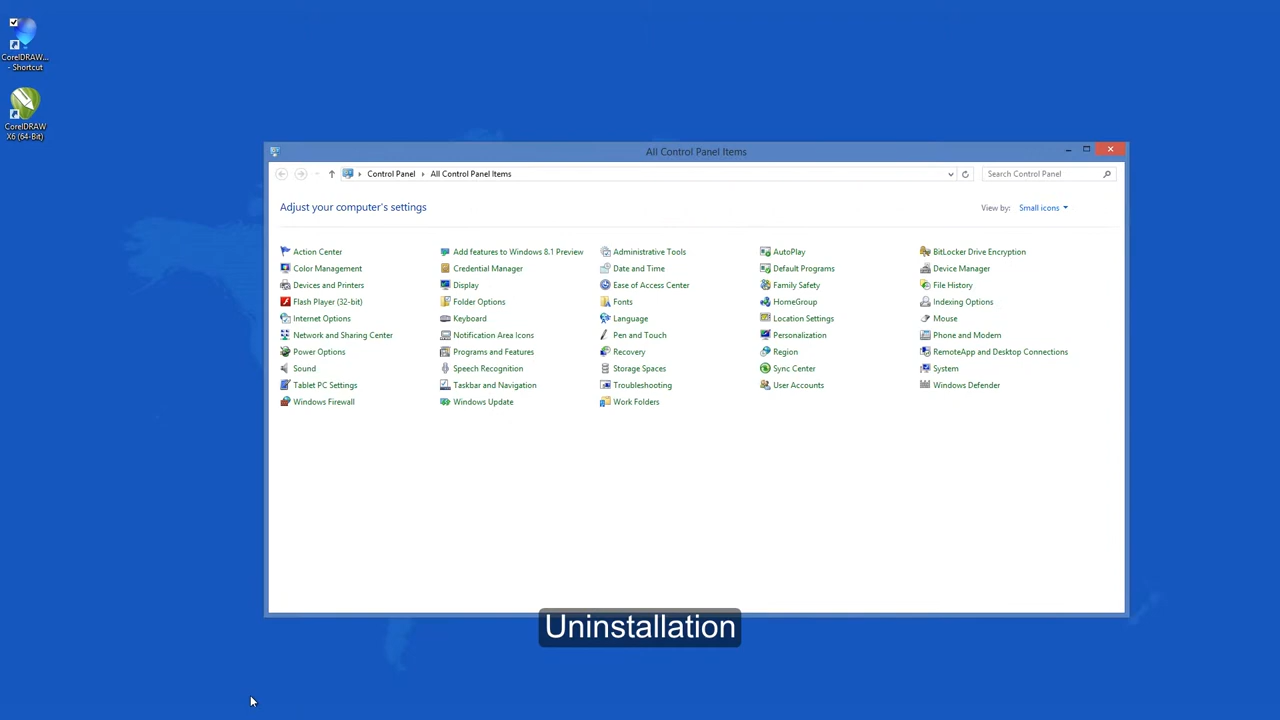 CorelDRAW...
- Shortcut
CorelDRAW
X6 (64-Bit)
All Control Panel Items
Control Panel
All Control Panel Items
Search Control Panel
Adjust your computer's settings
View by: Small icons
Action Center
Add features to Windows 8.1 Preview
Administrative Tools
AutoPlay
BitLocker Drive Encryption
Color Management
Credential Manager
Date and Time
Default Programs
Device Manager
Devices and Printers
Display
Ease of Access Center
Family Safety
File History
Flash Player (32-bit)
Folder Options
Fonts
HomeGroup
Indexing Options
Internet Options
Keyboard
Language
Location Settings
Mouse
Network and Sharing Center
Notification Area Icons
Pen and Touch
Personalization
Phone and Modem
Power Options
Programs and Features
Recovery
Region
RemoteApp and Desktop Connections
Sound
Speech Recognition
Storage Spaces
Sync Center
System
Tablet PC Settings
Taskbar and Navigation
Troubleshooting
User Accounts
Windows Defender
Windows Firewall
Windows Update
Work Folders
Uninstallation